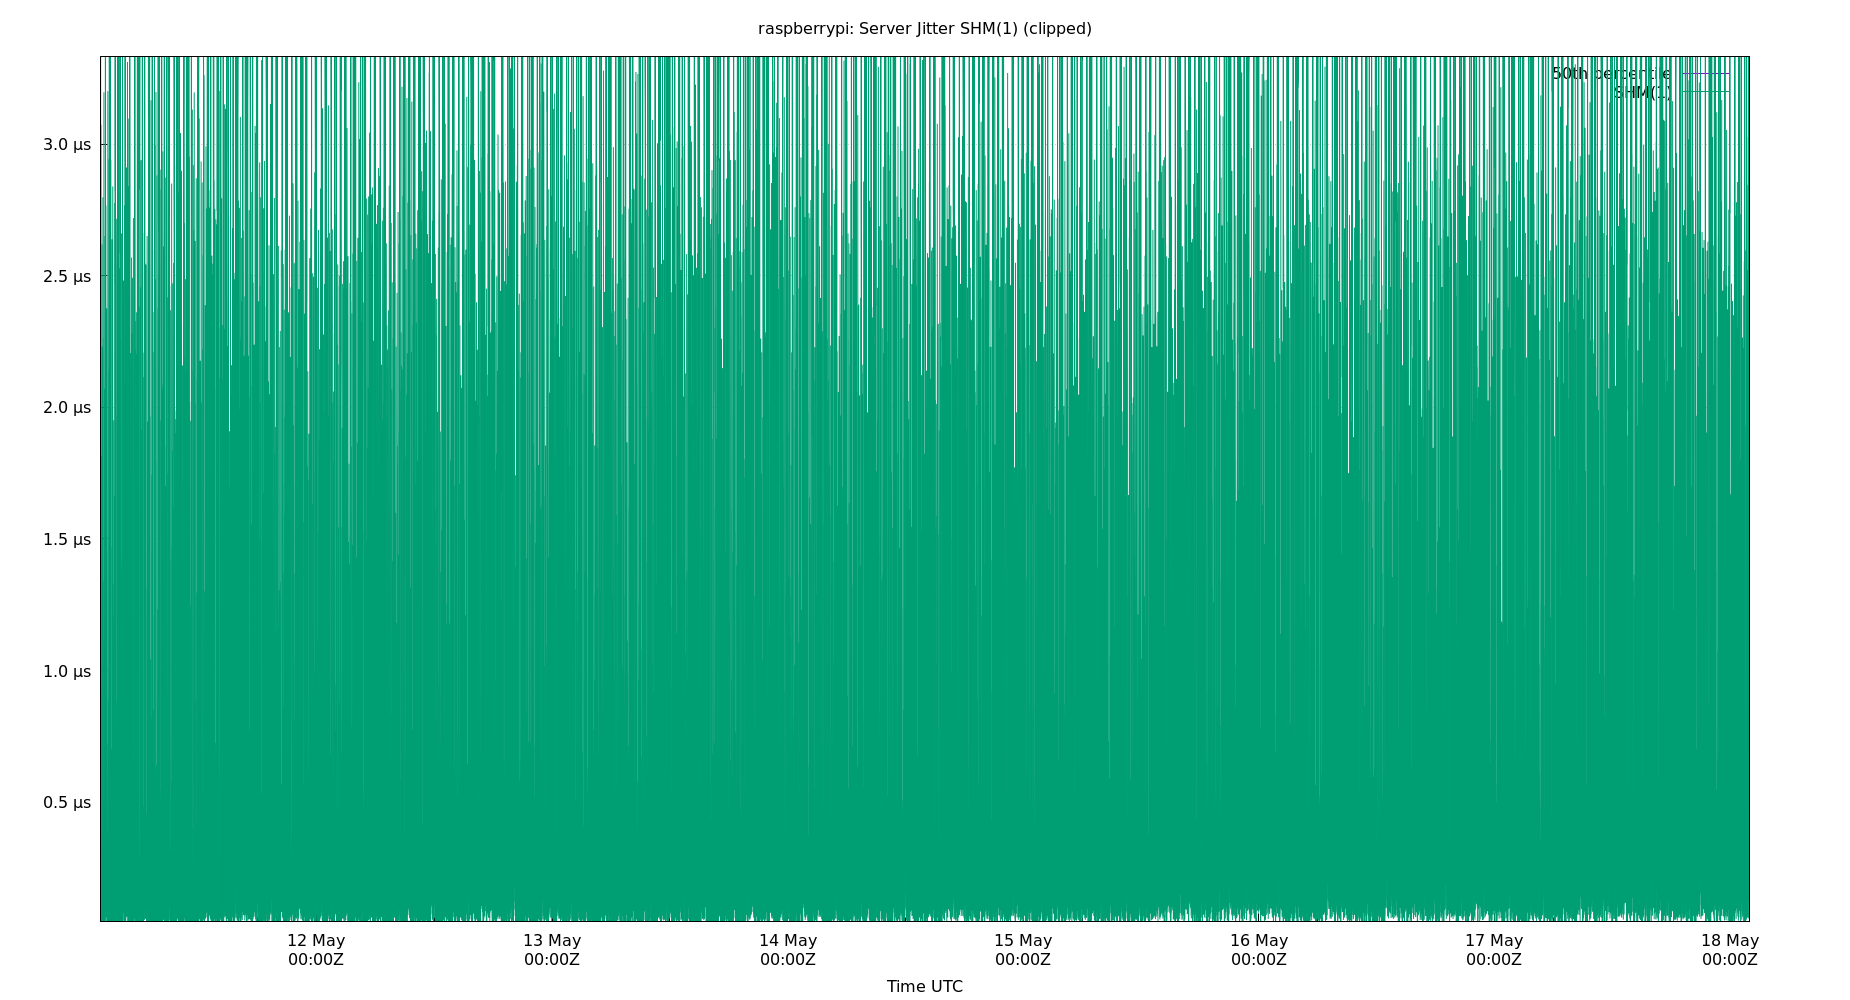 raspberrypi: Server Jitter SHM(1) (clipped)
50th percentile
SHM(1)
3.0 µs
2.5 µs
2.0 µs
1.5 µs
1.0 µs
0.5 µs
12 May 13 May 14 May 15 May 16 May 17 May 18 May
00:00Z 00:00Z 00:00Z 00:00Z 00:00Z 00:00Z 00:00Z
Time UTC